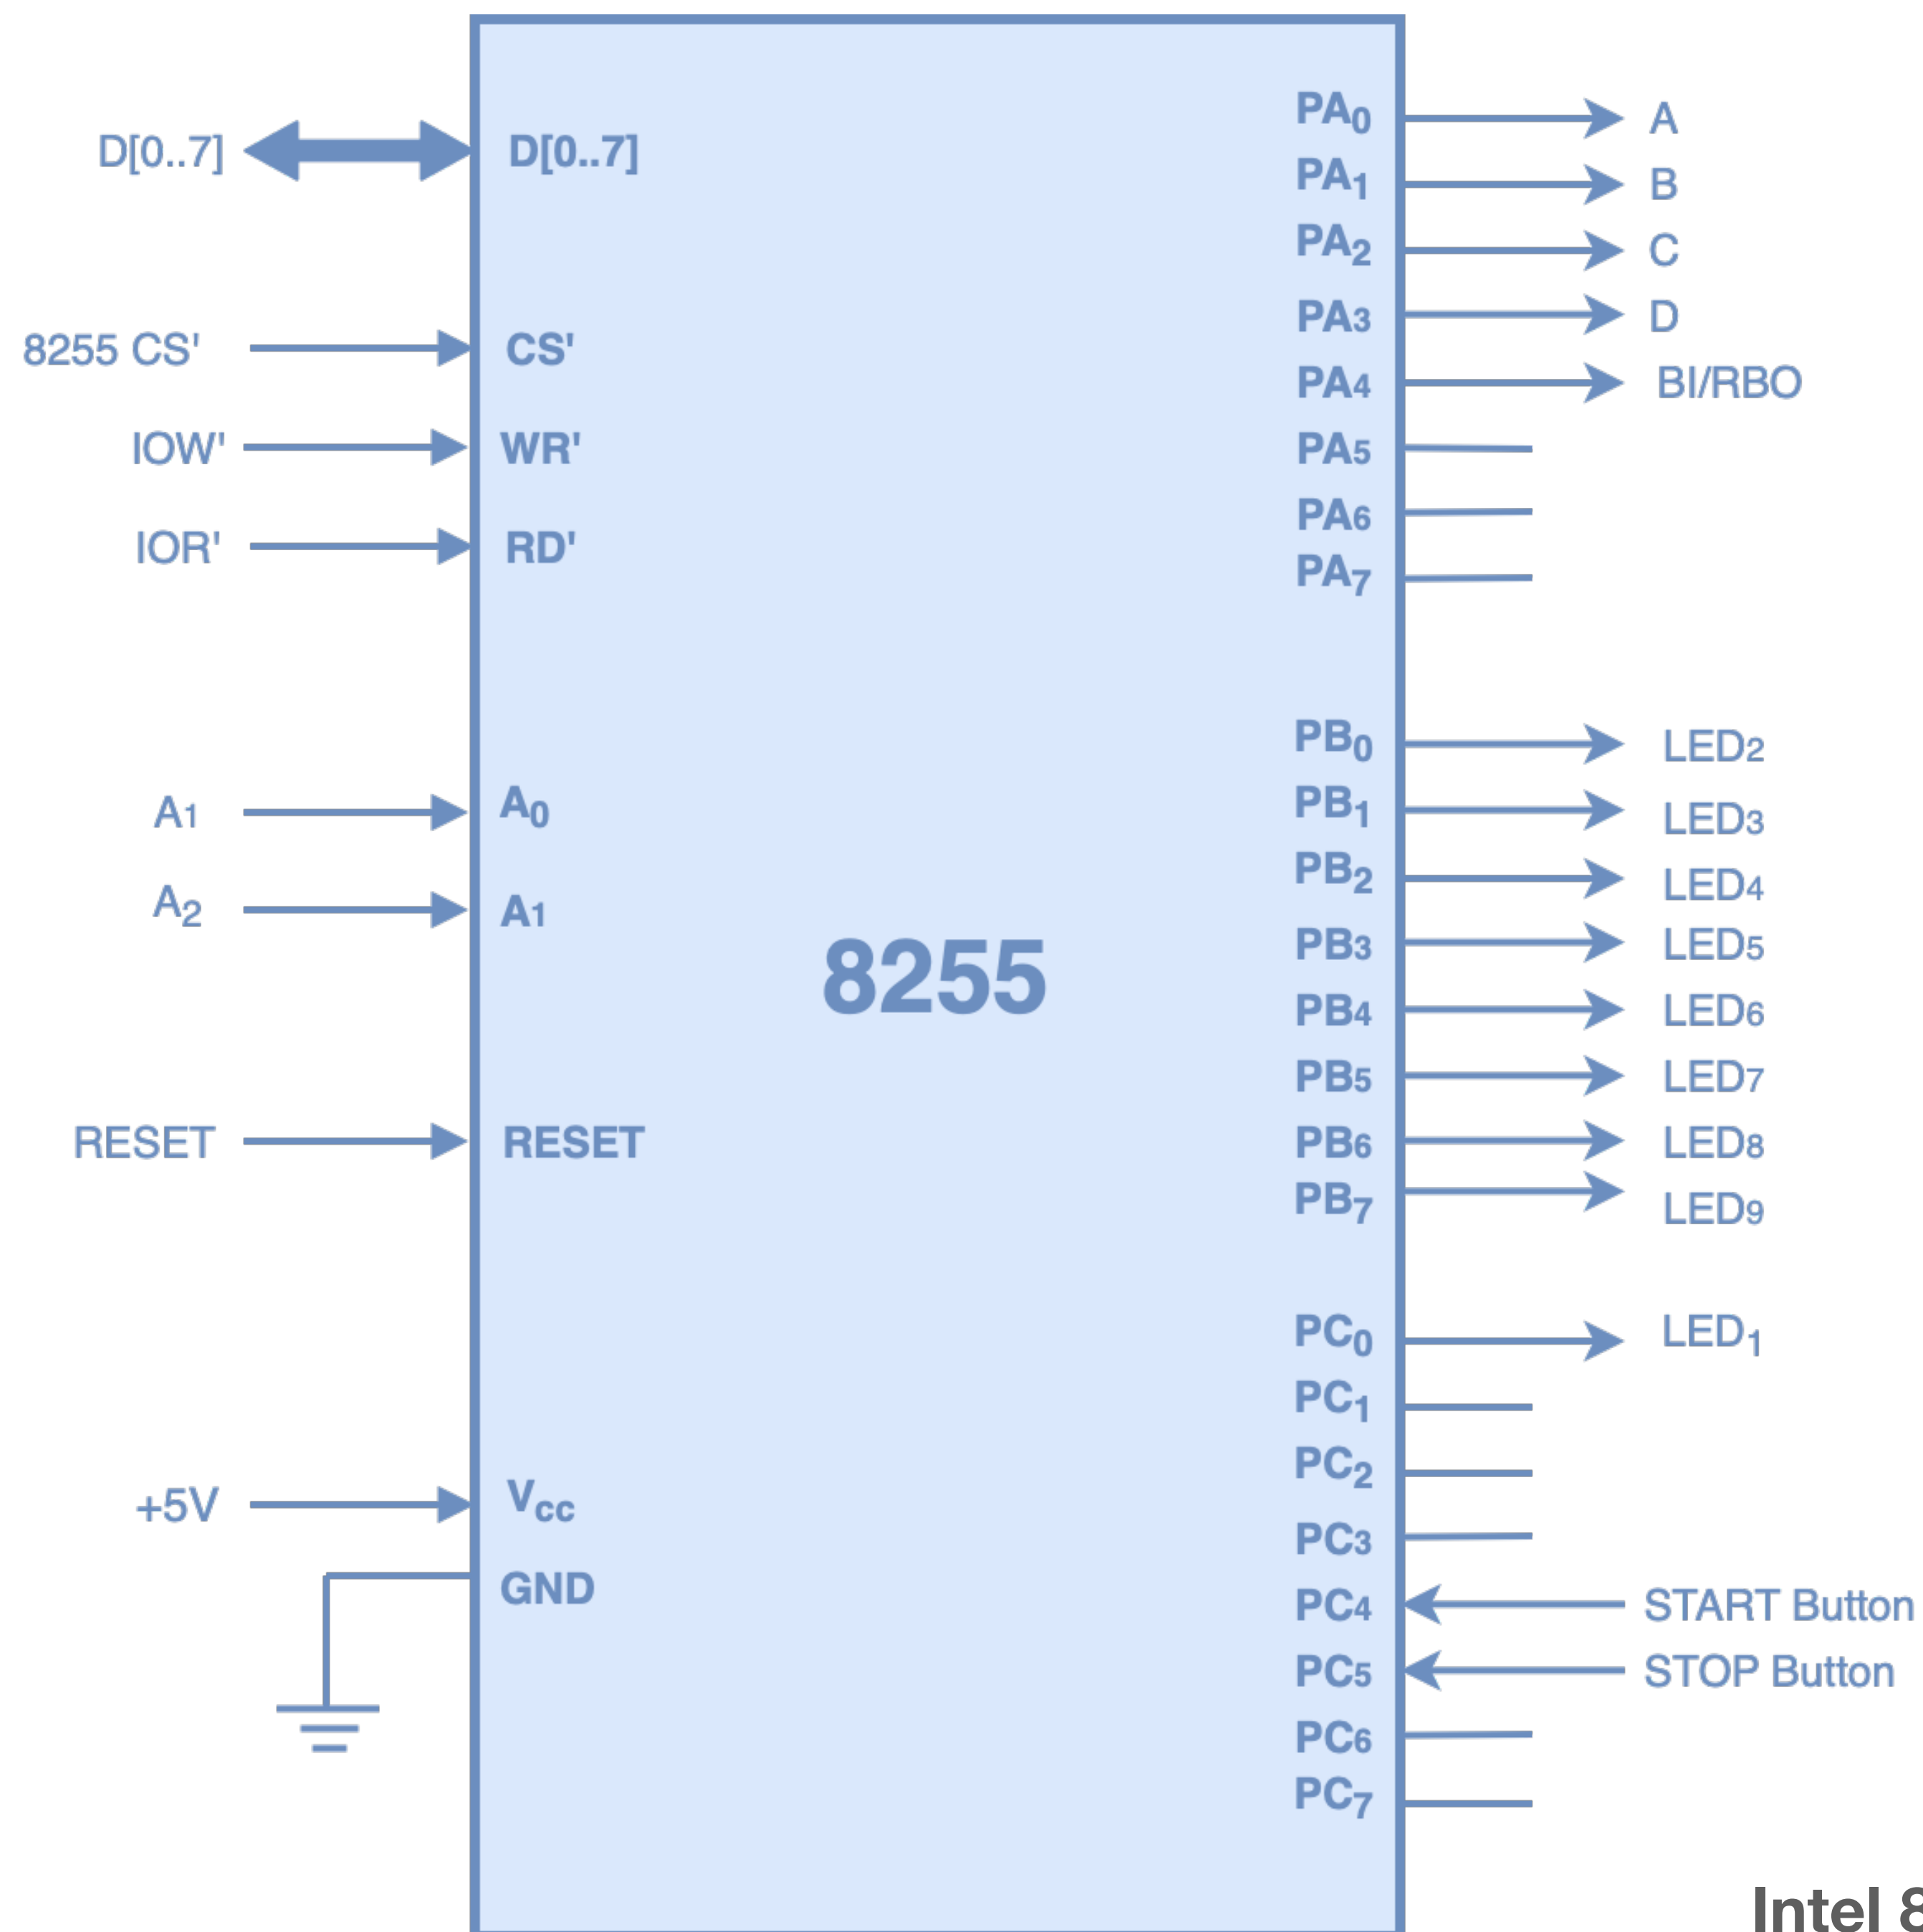 PA0 A
D[0..7] D[0..7]
PA1 B
PA2 C
PA3 D
8255 CS' CS'
PA4 BI/RBO
IOW' WR'
PA5
PA6
IOR' RD'
PA7
PB0 LED2
A1 A0
PB1 LED3
PB2 LED4
A2 A1
PB3 LED5
8255
PB4 LED6
PB5 LED7
RESET RESET
PB6 LED8
PB7 LED9
PC0 LED1
PC1
PC2
+5V Vcc
PC3
GND
PC4 START Button
PC5 STOP Button
PC6
PC7
Intel 8